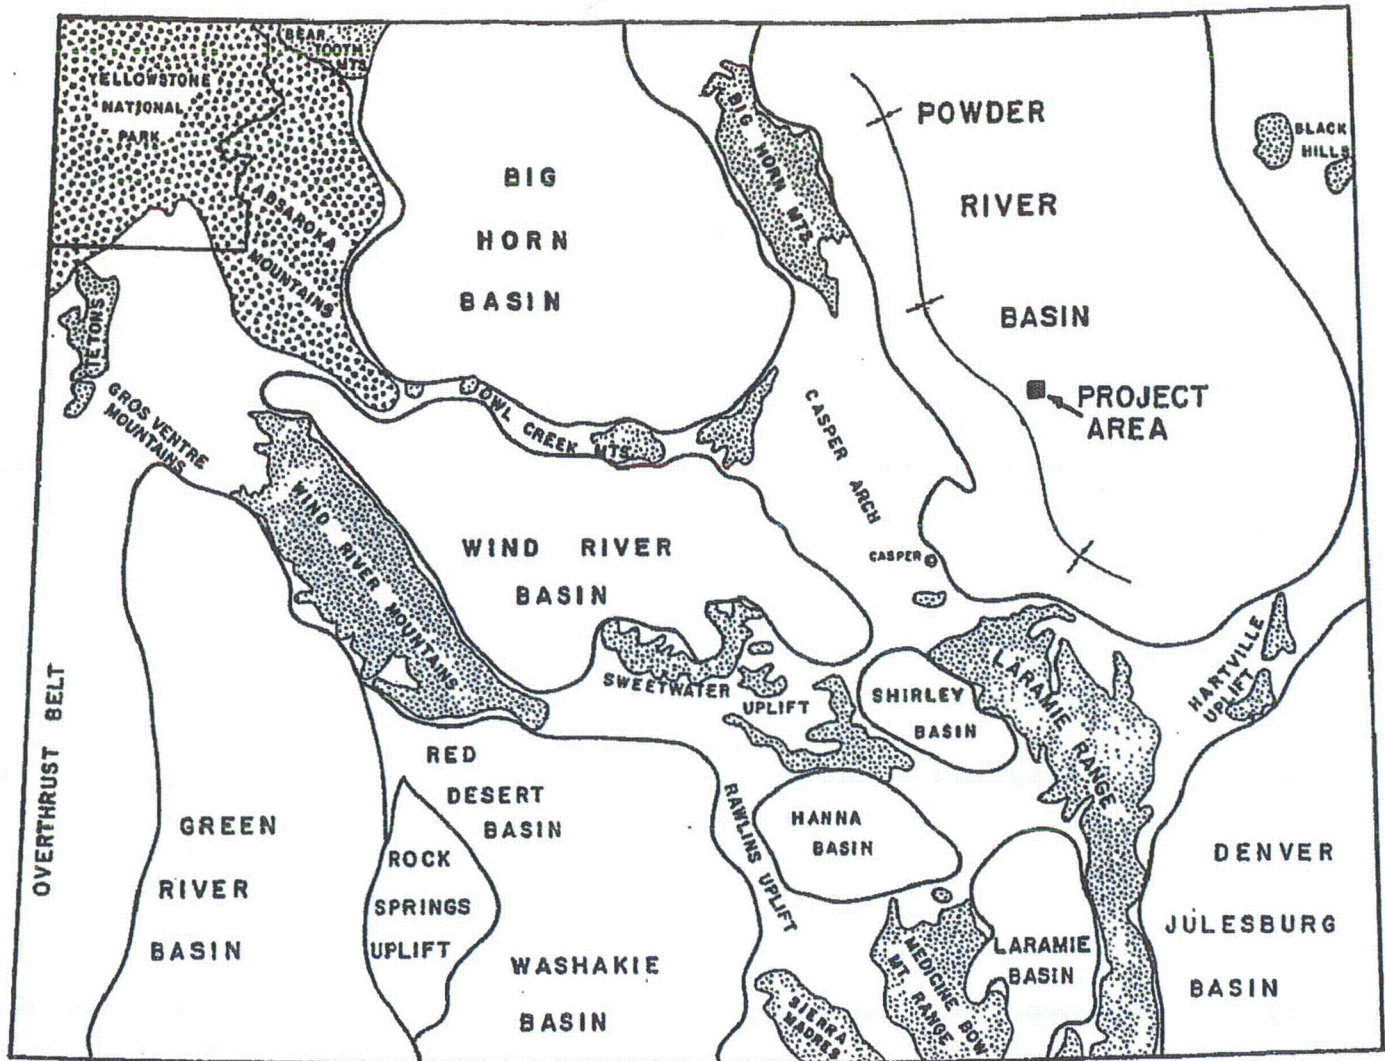 BEAR
TOOTH
MTS
YELLOWSTONE
NATIONAL
PARK
ABSAROKA
MOUNTAINS
BIG
HORN
BASIN
BIG HORN MTS
POWDER
RIVER
BASIN
BLACK
HILLS
PROJECT
AREA
TETONS
GROS VENTRE
MOUNTAINS
OWL CREEK MTS.
CASPER ARCH
CASPER
WIND RIVER MOUNTAINS
WIND RIVER
BASIN
SWEETWATER
UPLIFT
SHIRLEY
BASIN
LARAMIE RANGE
HARTVILLE
UPLIFT
OVERTHRUST BELT
RED
DESERT
BASIN
GREEN
RIVER
BASIN
ROCK
SPRINGS
UPLIFT
RAWLINS UPLIFT
HANNA
BASIN
WASHAKIE
BASIN
MEDICINE BOW
MT. RANGE
SIERRA
MADRES
LARAMIE
BASIN
DENVER
JULESBURG
BASIN